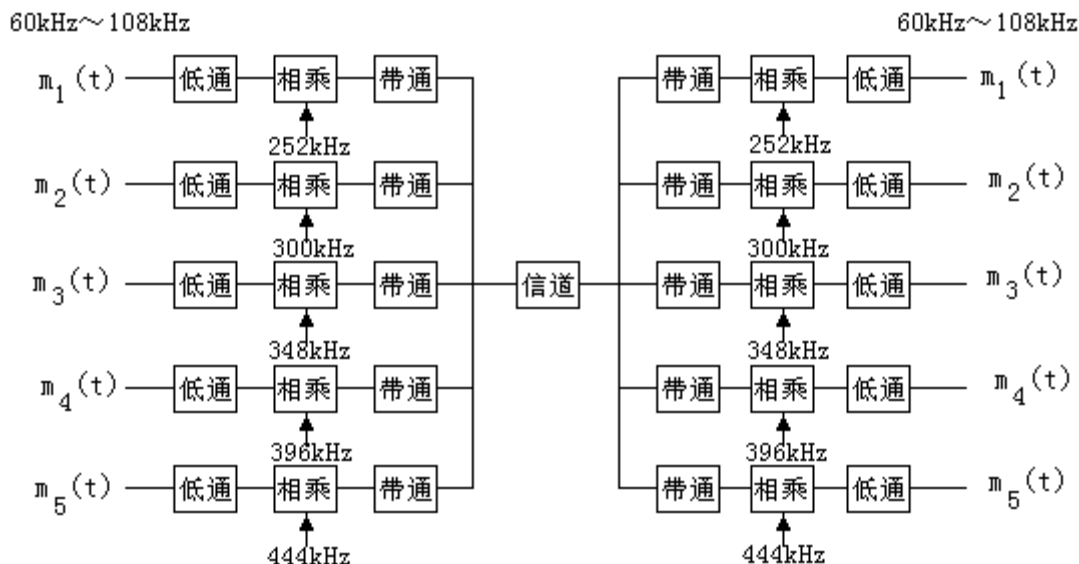 60kHz～108kHz 60kHz～108kHz
m1(t) 低通 相乘 带通 带通 相乘 低通 m1(t)
252kHz 252kHz
m2(t) 低通 相乘 带通 带通 相乘 低通 m2(t)
300kHz 300kHz
m3(t) 低通 相乘 带通 信道 带通 相乘 低通 m3(t)
348kHz 348kHz
m4(t) 低通 相乘 带通 带通 相乘 低通 m4(t)
396kHz 396kHz
m5(t) 低通 相乘 带通 带通 相乘 低通 m5(t)
444kHz 444kHz